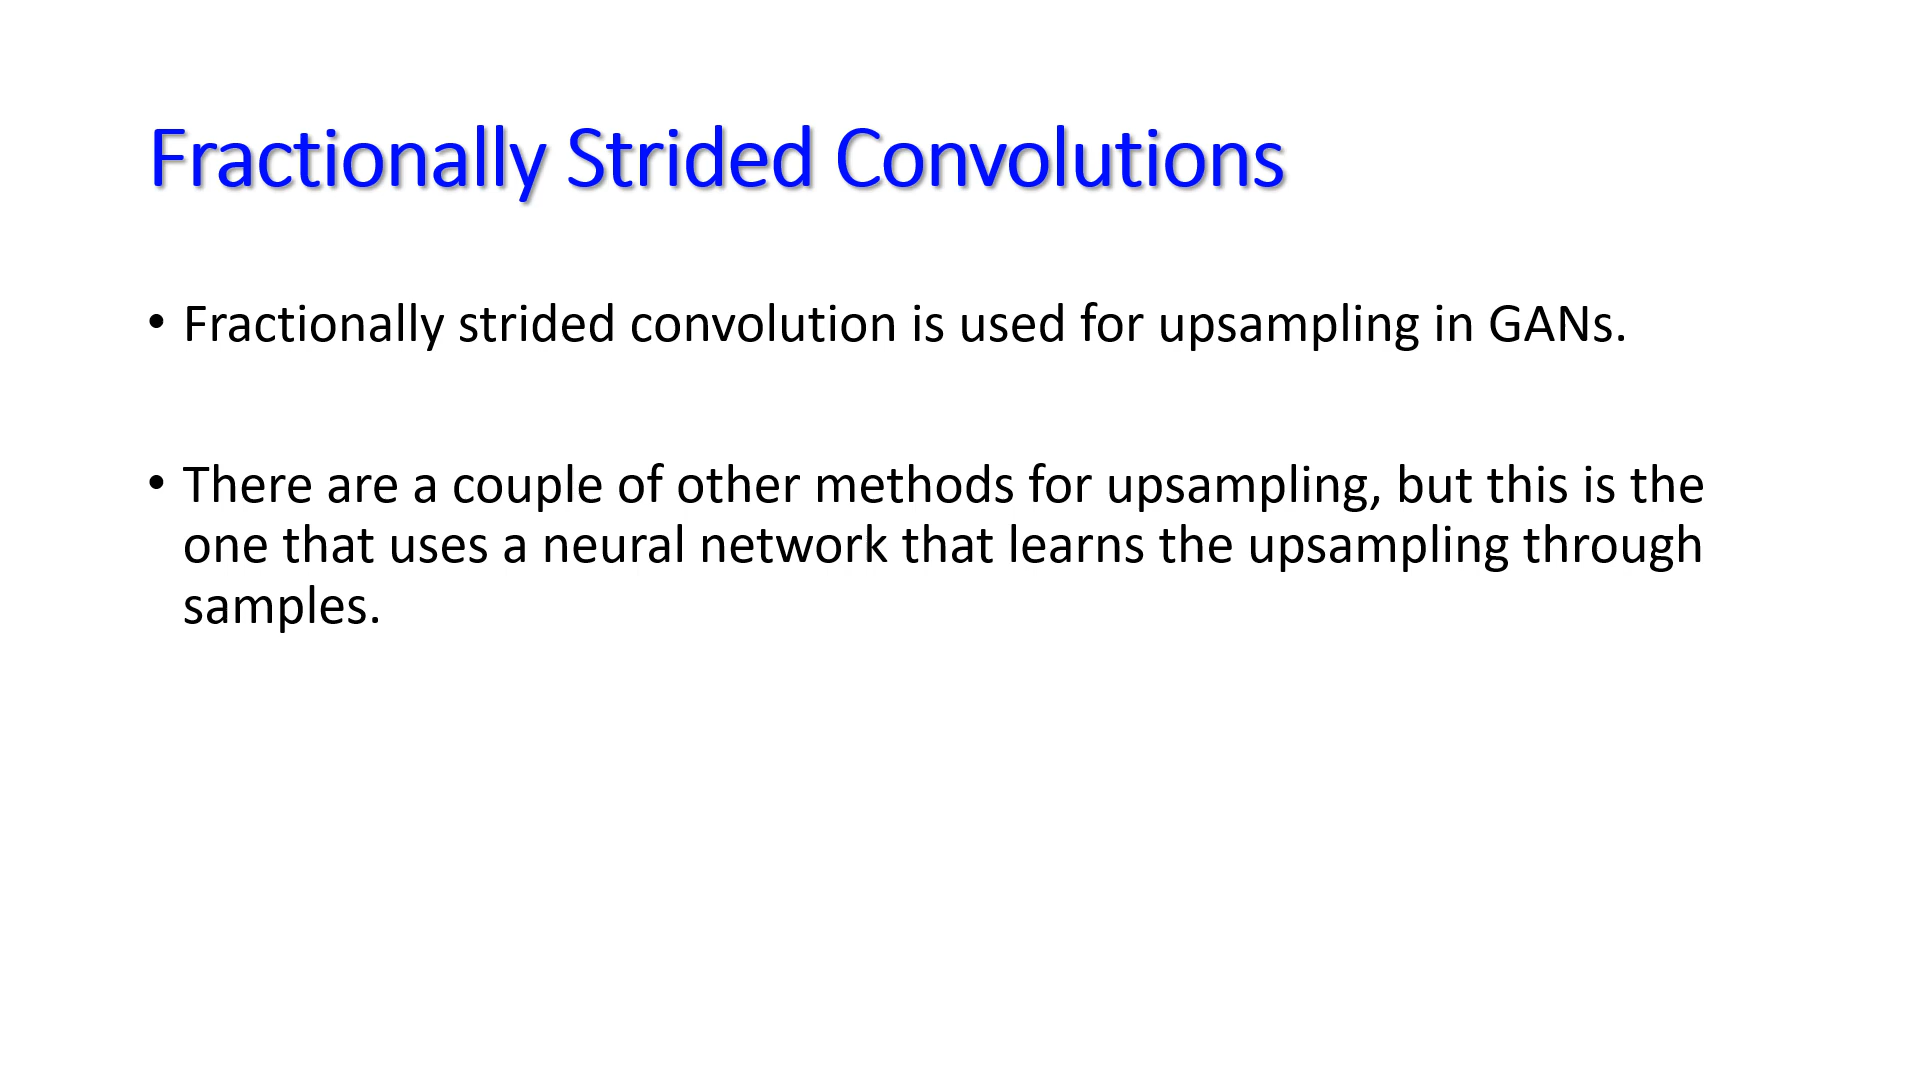 Fractionally Strided Convolutions
• Fractionally strided convolution is used for upsampling in GANs.
• There are a couple of other methods for upsampling, but this is the
one that uses a neural network that learns the upsampling through
samples.